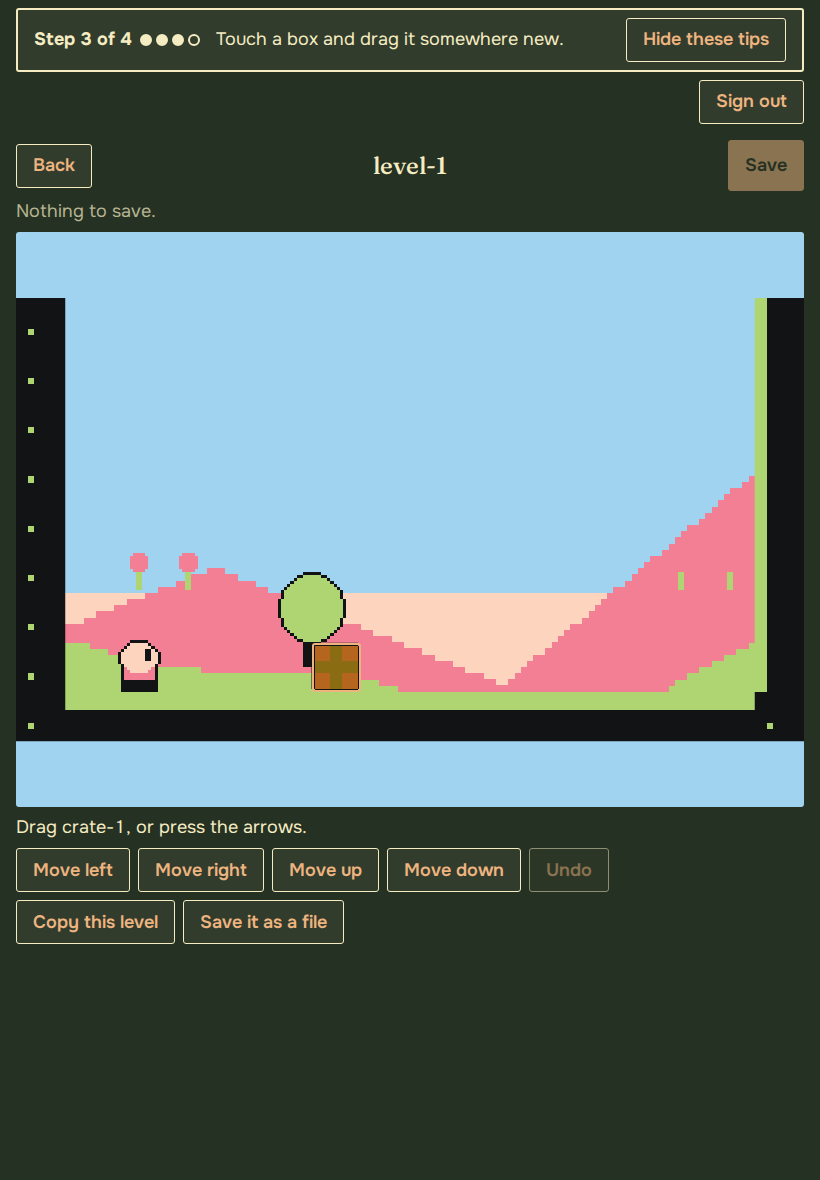 Step 3 of 4 Touch a box and drag it somewhere new. Hide these tips
Sign out
Back level-1 Save
Nothing to save.
Drag crate-1, or press the arrows.
Move left Move right Move up Move down Undo
Copy this level Save it as a file